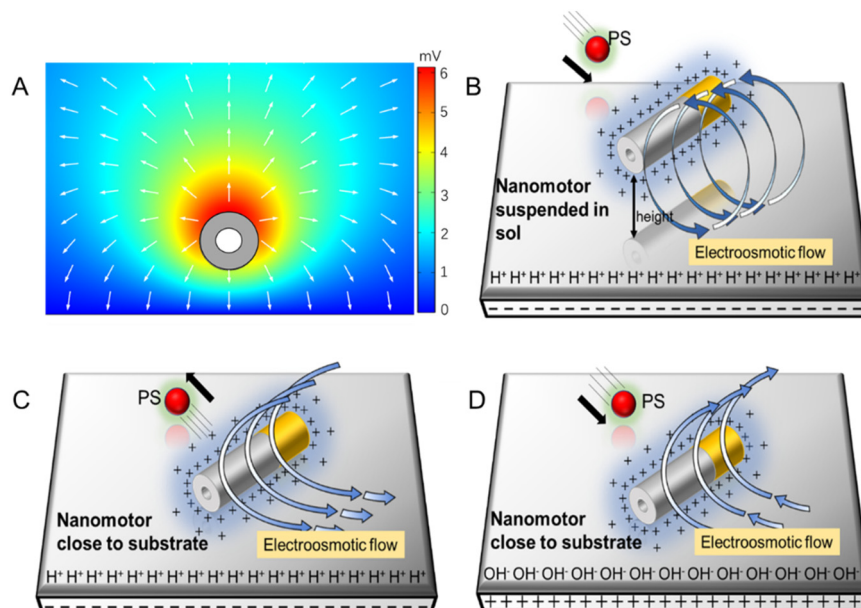 A
mV
6
5
4
3
2
1
0
B
PS
Nanomotor
suspended in
sol
height
Electroosmotic flow
H⁺ H⁺ H⁺ H⁺ H⁺ H⁺ H⁺ H⁺ H⁺ H⁺ H⁺ H⁺ H⁺ H⁺ H⁺ H⁺
C
PS
Nanomotor
close to substrate
Electroosmotic flow
H⁺ H⁺ H⁺ H⁺ H⁺ H⁺ H⁺ H⁺ H⁺ H⁺ H⁺ H⁺ H⁺ H⁺ H⁺ H⁺
D
PS
Nanomotor
close to substrate
Electroosmotic flow
OH⁻ OH⁻ OH⁻ OH⁻ OH⁻ OH⁻ OH⁻ OH⁻ OH⁻ OH⁻ OH⁻ OH⁻ OH⁻